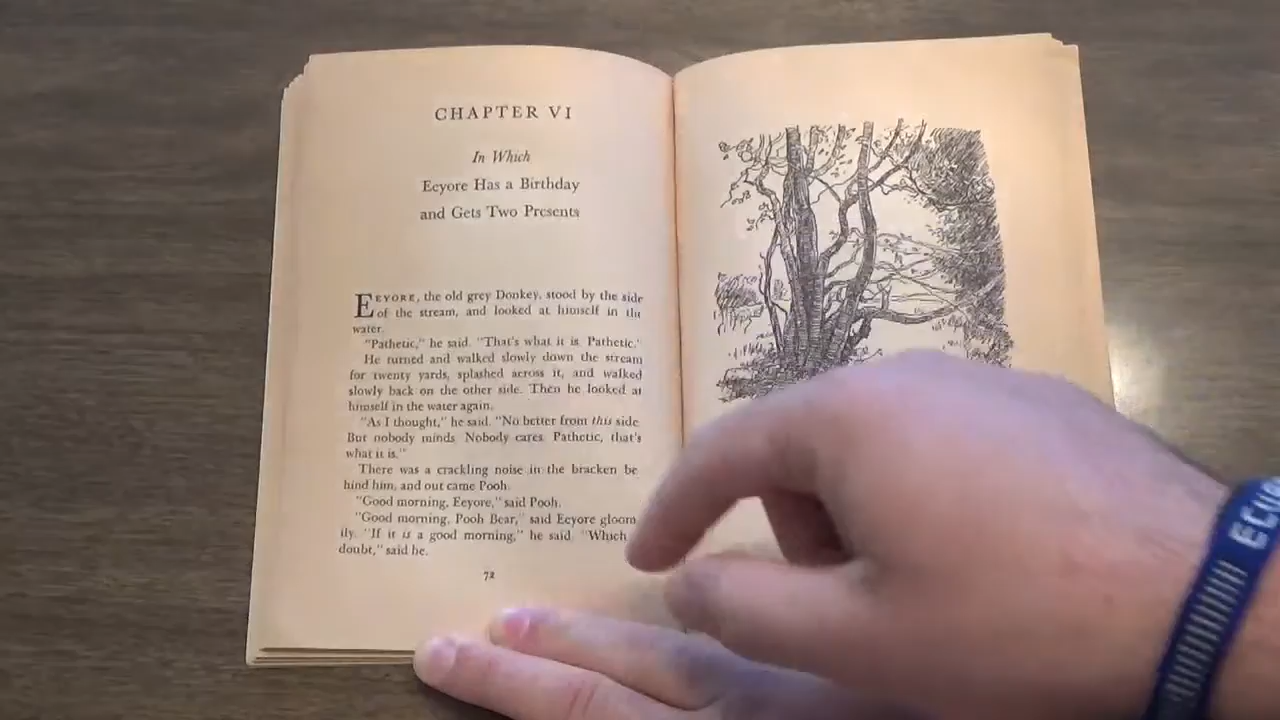 CHAPTER VI
In Which
Eeyore Has a Birthday
and Gets Two Presents
EEYORE, the old grey Donkey, stood by the side
of the stream, and looked at himself in the
water.
"Pathetic," he said. "That's what it is. Pathetic."
He turned and walked slowly down the stream
for twenty yards, splashed across it, and walked
slowly back on the other side. Then he looked at
himself in the water again.
"As I thought," he said. "No better from this side.
But nobody minds. Nobody cares. Pathetic, that's
what it is."
There was a crackling noise in the bracken be
hind him, and out came Pooh.
"Good morning, Eeyore," said Pooh.
"Good morning, Pooh Bear," said Eeyore gloom
ily. "If it is a good morning," he said. "Which
doubt," said he.
72